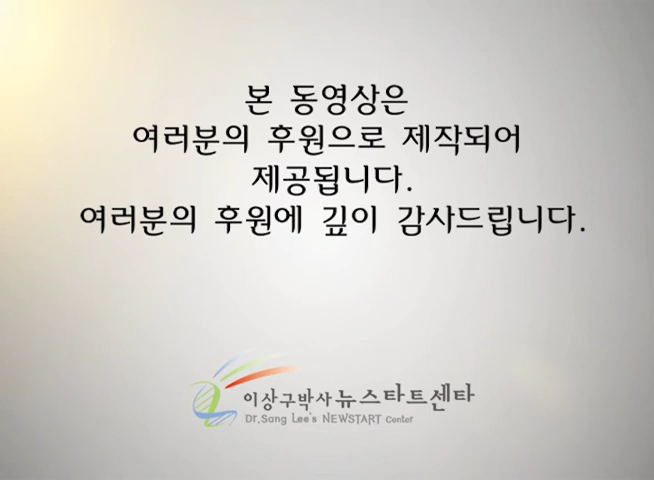 본 동영상은
여러분의 후원으로 제작되어
제공됩니다.
여러분의 후원에 깊이 감사드립니다.
이상구박사 뉴스타트센타
Dr.Sang Lee's NEWSTART Center